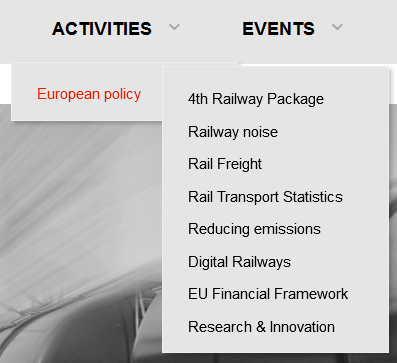 ACTIVITIES
EVENTS
European policy
4th Railway Package
Railway noise
Rail Freight
Rail Transport Statistics
Reducing emissions
Digital Railways
EU Financial Framework
Research & Innovation